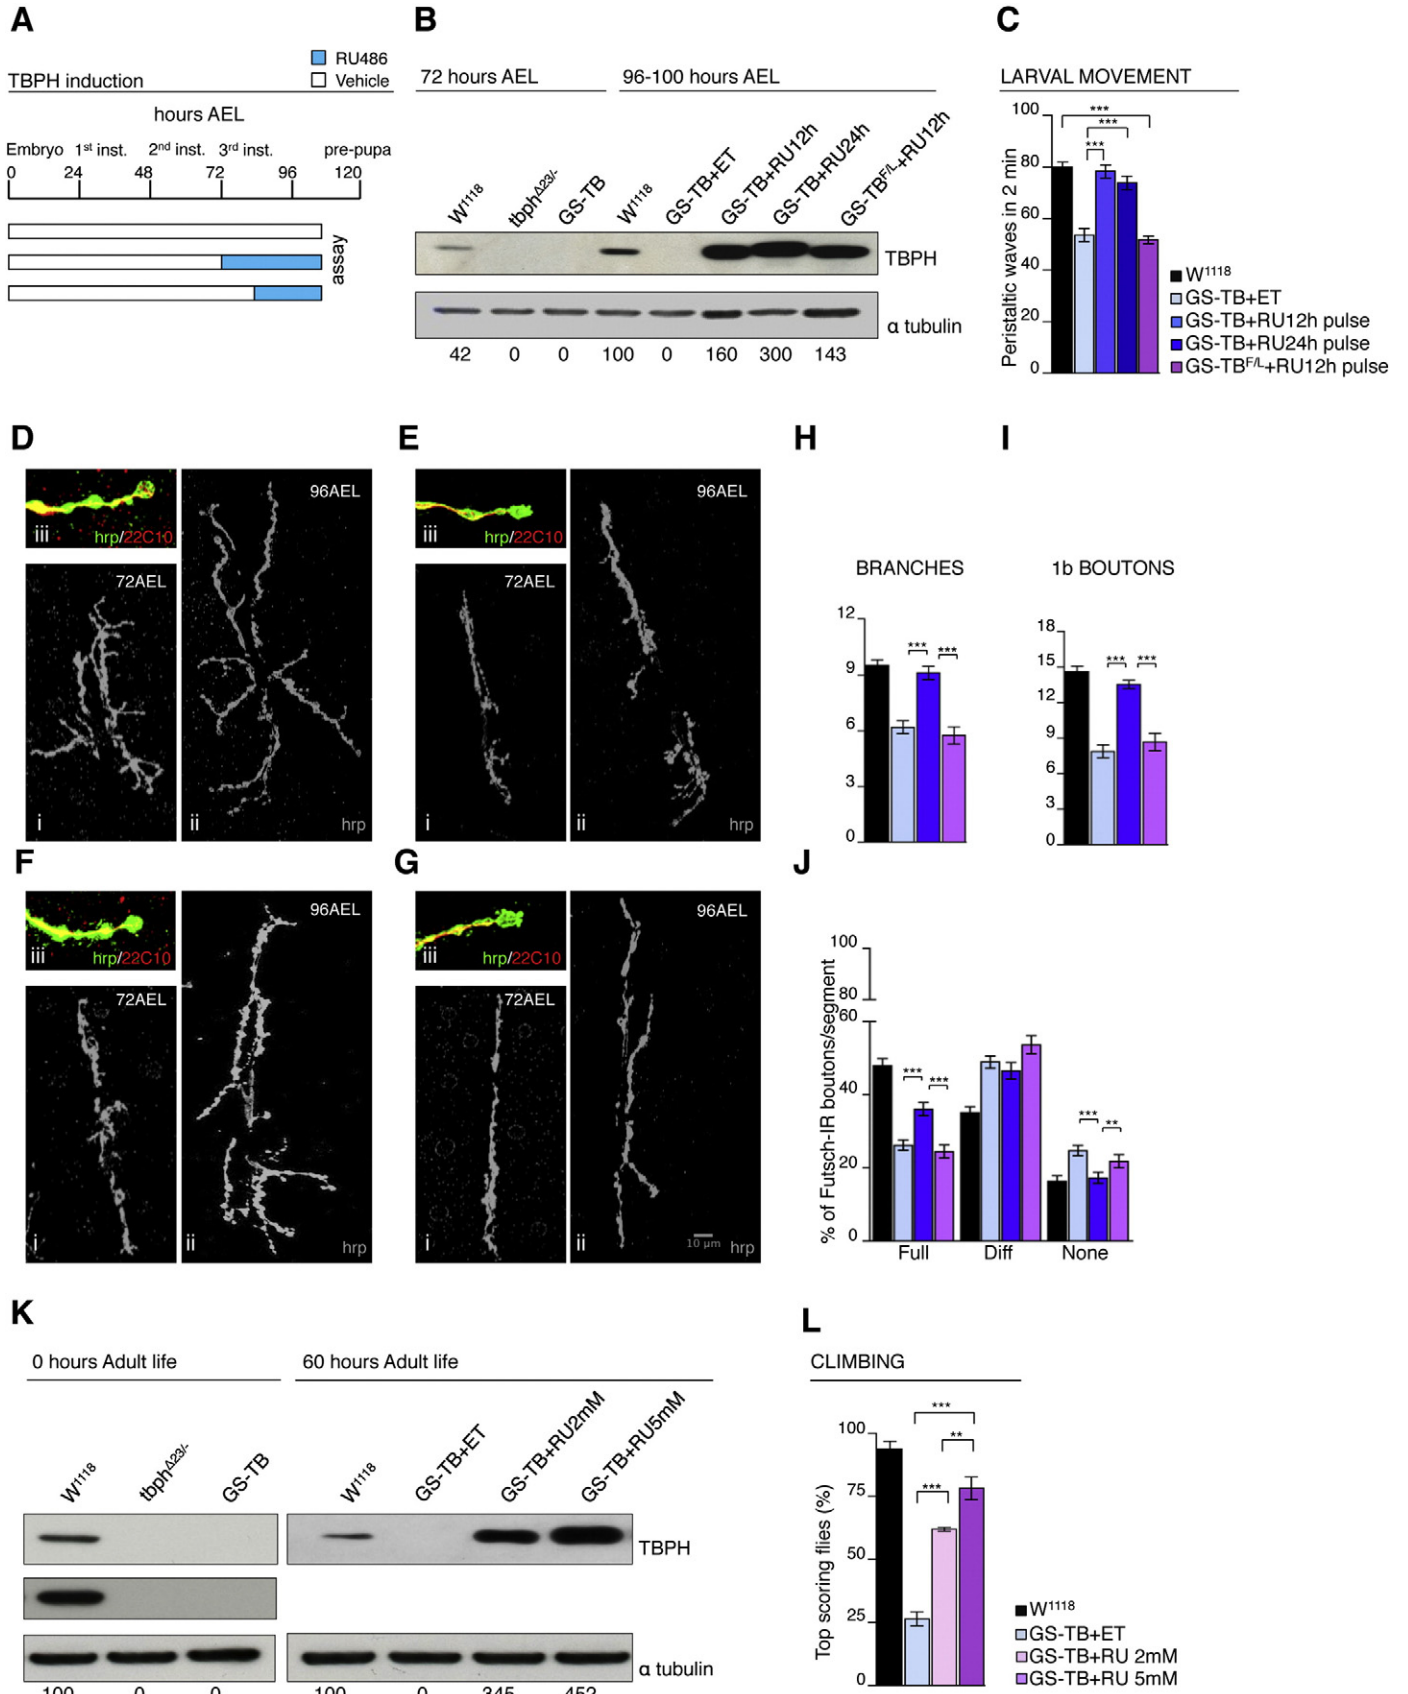 A
TBPH induction
RU486
Vehicle
hours AEL
Embryo 1st inst. 2nd inst. 3rd inst. pre-pupa
0 24 48 72 96 120
assay
B
72 hours AEL 96-100 hours AEL
W1118 tbphΔ23/- GS-TB W1118 GS-TB+ET GS-TB+RU12h GS-TB+RU24h GS-TBF/L+RU12h
TBPH
α tubulin
42 0 0 100 0 160 300 143
C
LARVAL MOVEMENT
Peristaltic waves in 2 min
100
80
60
40
20
0
*** 
***
***
W1118
GS-TB+ET
GS-TB+RU12h pulse
GS-TB+RU24h pulse
GS-TBF/L+RU12h pulse
D
iii hrp/22C10
72AEL
i
96AEL
ii hrp
E
iii hrp/22C10
72AEL
i
96AEL
ii hrp
F
iii hrp/22C10
72AEL
i
96AEL
ii hrp
G
iii hrp/22C10
72AEL
i
96AEL
10 µm
ii hrp
H
BRANCHES
12
9
6
3
0
*** ***
I
1b BOUTONS
18
15
12
9
6
3
0
*** ***
J
% of Futsch-IR boutons/segment
100
80
60
40
20
0
*** ***
*** **
Full Diff None
K
0 hours Adult life 60 hours Adult life
W1118 tbphΔ23/- GS-TB W1118 GS-TB+ET GS-TB+RU2mM GS-TB+RU5mM
TBPH
α tubulin
100 0 0 100 0 345 452
L
CLIMBING
Top scoring flies (%)
100
75
50
25
0
***
**
***
W1118
GS-TB+ET
GS-TB+RU 2mM
GS-TB+RU 5mM